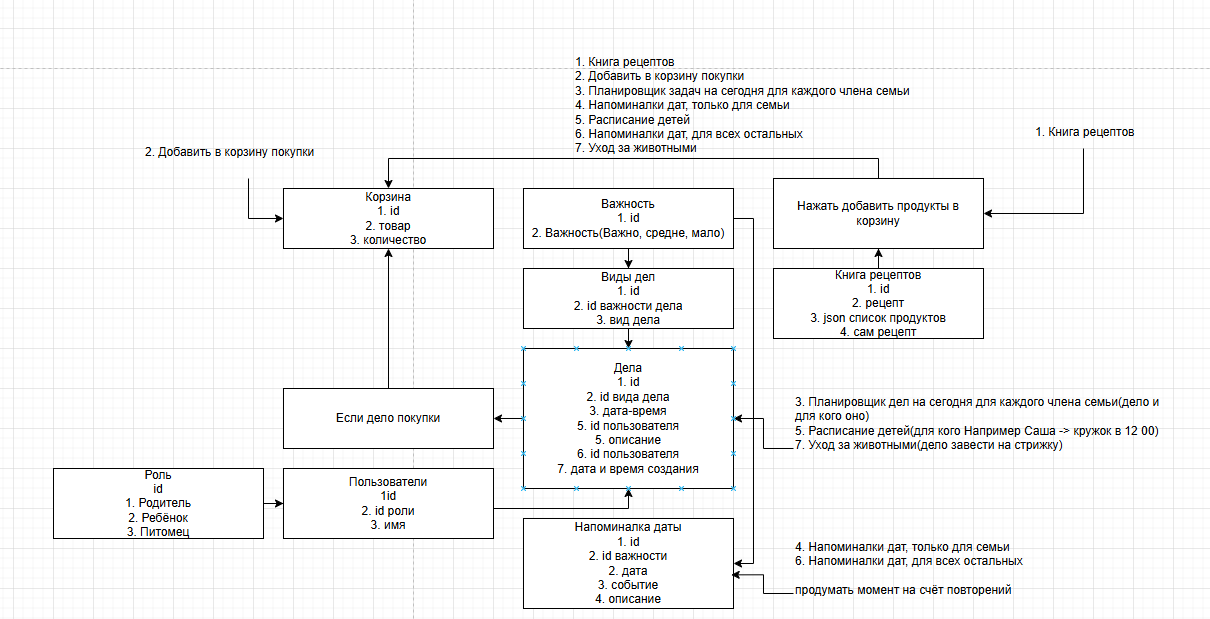 1. Книга рецептов
2. Добавить в корзину покупки
3. Планировщик задач на сегодня для каждого члена семьи
4. Напоминалки дат, только для семьи
5. Расписание детей
6. Напоминалки дат, для всех остальных
7. Уход за животными
1. Книга рецептов
2. Добавить в корзину покупки
Корзина
1. id
2. товар
3. количество
Важность
1. id
2. Важность(Важно, средне, мало)
Нажать добавить продукты в
корзину
Виды дел
1. id
2. id важности дела
3. вид дела
Книга рецептов
1. id
2. рецепт
3. json список продуктов
4. сам рецепт
Дела
1. id
2. id вида дела
3. дата-время
5. id пользователя
5. описание
6. id пользователя
7. дата и время создания
Если дело покупки
3. Планировщик дел на сегодня для каждого члена семьи(дело и
для кого оно)
5. Расписание детей(для кого Например Саша -> кружок в 12 00)
7. Уход за животными(дело завести на стрижку)
Роль
id
1. Родитель
2. Ребёнок
3. Питомец
Пользователи
1id
2. id роли
3. имя
Напоминалка даты
1. id
2. id важности
2. дата
3. событие
4. описание
4. Напоминалки дат, только для семьи
6. Напоминалки дат, для всех остальных
продумать момент на счёт повторений